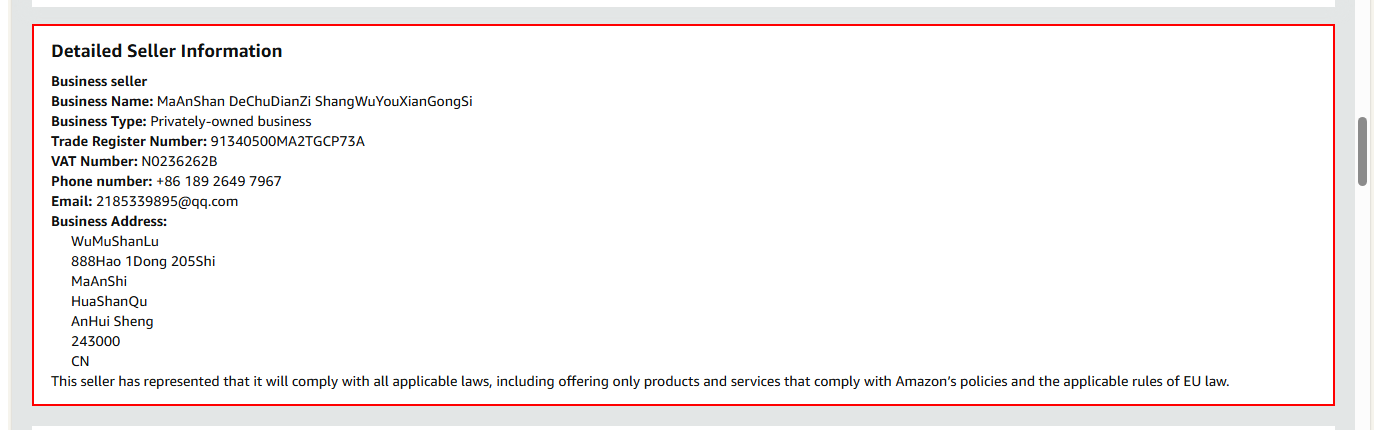 Detailed Seller Information
Business seller
Business Name: MaAnShan DeChuDianZi ShangWuYouXianGongSi
Business Type: Privately-owned business
Trade Register Number: 91340500MA2TGCP73A
VAT Number: N0236262B
Phone number: +86 189 2649 7967
Email: 2185339895@qq.com
Business Address:
WuMuShanLu
888Hao 1Dong 205Shi
MaAnShi
HuaShanQu
AnHui Sheng
243000
CN
This seller has represented that it will comply with all applicable laws, including offering only products and services that comply with Amazon's policies and the applicable rules of EU law.